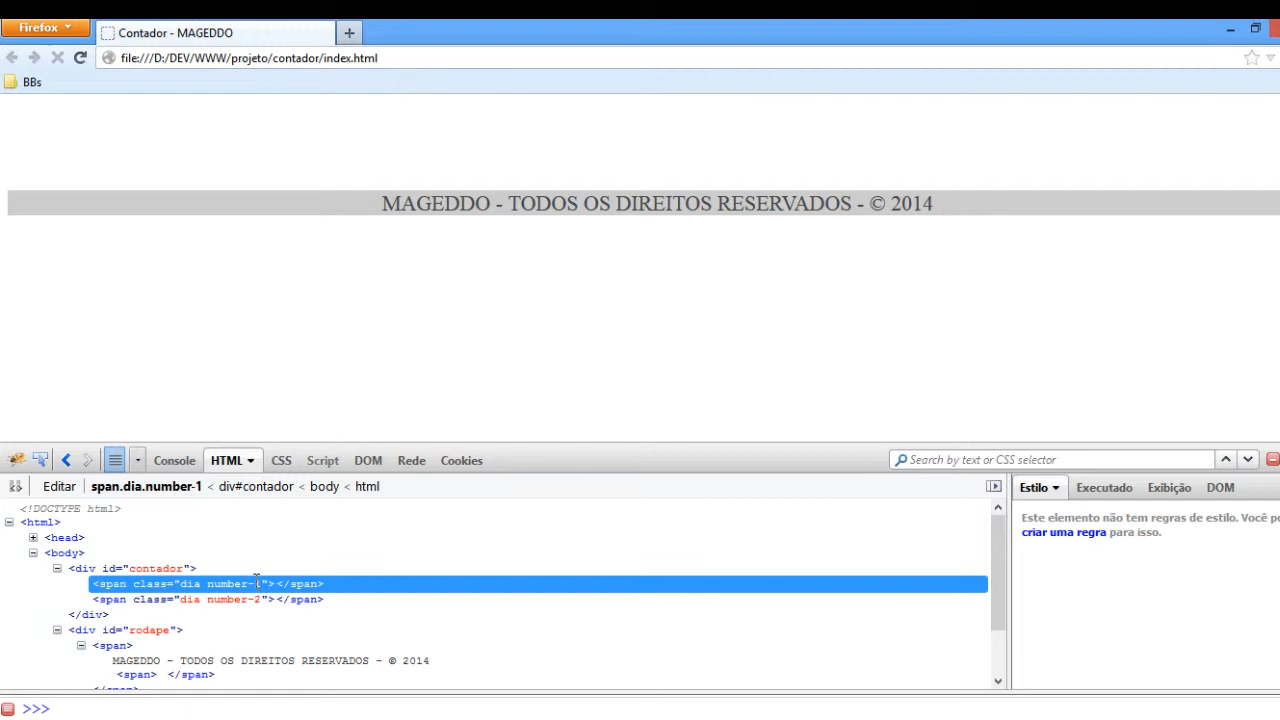 Firefox
Contador - MAGEDDO
file:///D:/DEV/WWW/projeto/contador/index.html
BBs
MAGEDDO - TODOS OS DIREITOS RESERVADOS - © 2014
Console HTML CSS Script DOM Rede Cookies Search by text or CSS selector
Editar span.dia.number-1 < div#contador < body < html Estilo Executado Exibição DOM
<!DOCTYPE html>
<html>
<head>
<body>
<div id="contador">
<span class="dia number-1"></span>
<span class="dia number-2"></span>
</div>
<div id="rodape">
<span>
MAGEDDO - TODOS OS DIREITOS RESERVADOS - © 2014
<span> </span>
Este elemento não tem regras de estilo. Você p
criar uma regra para isso.
>>>